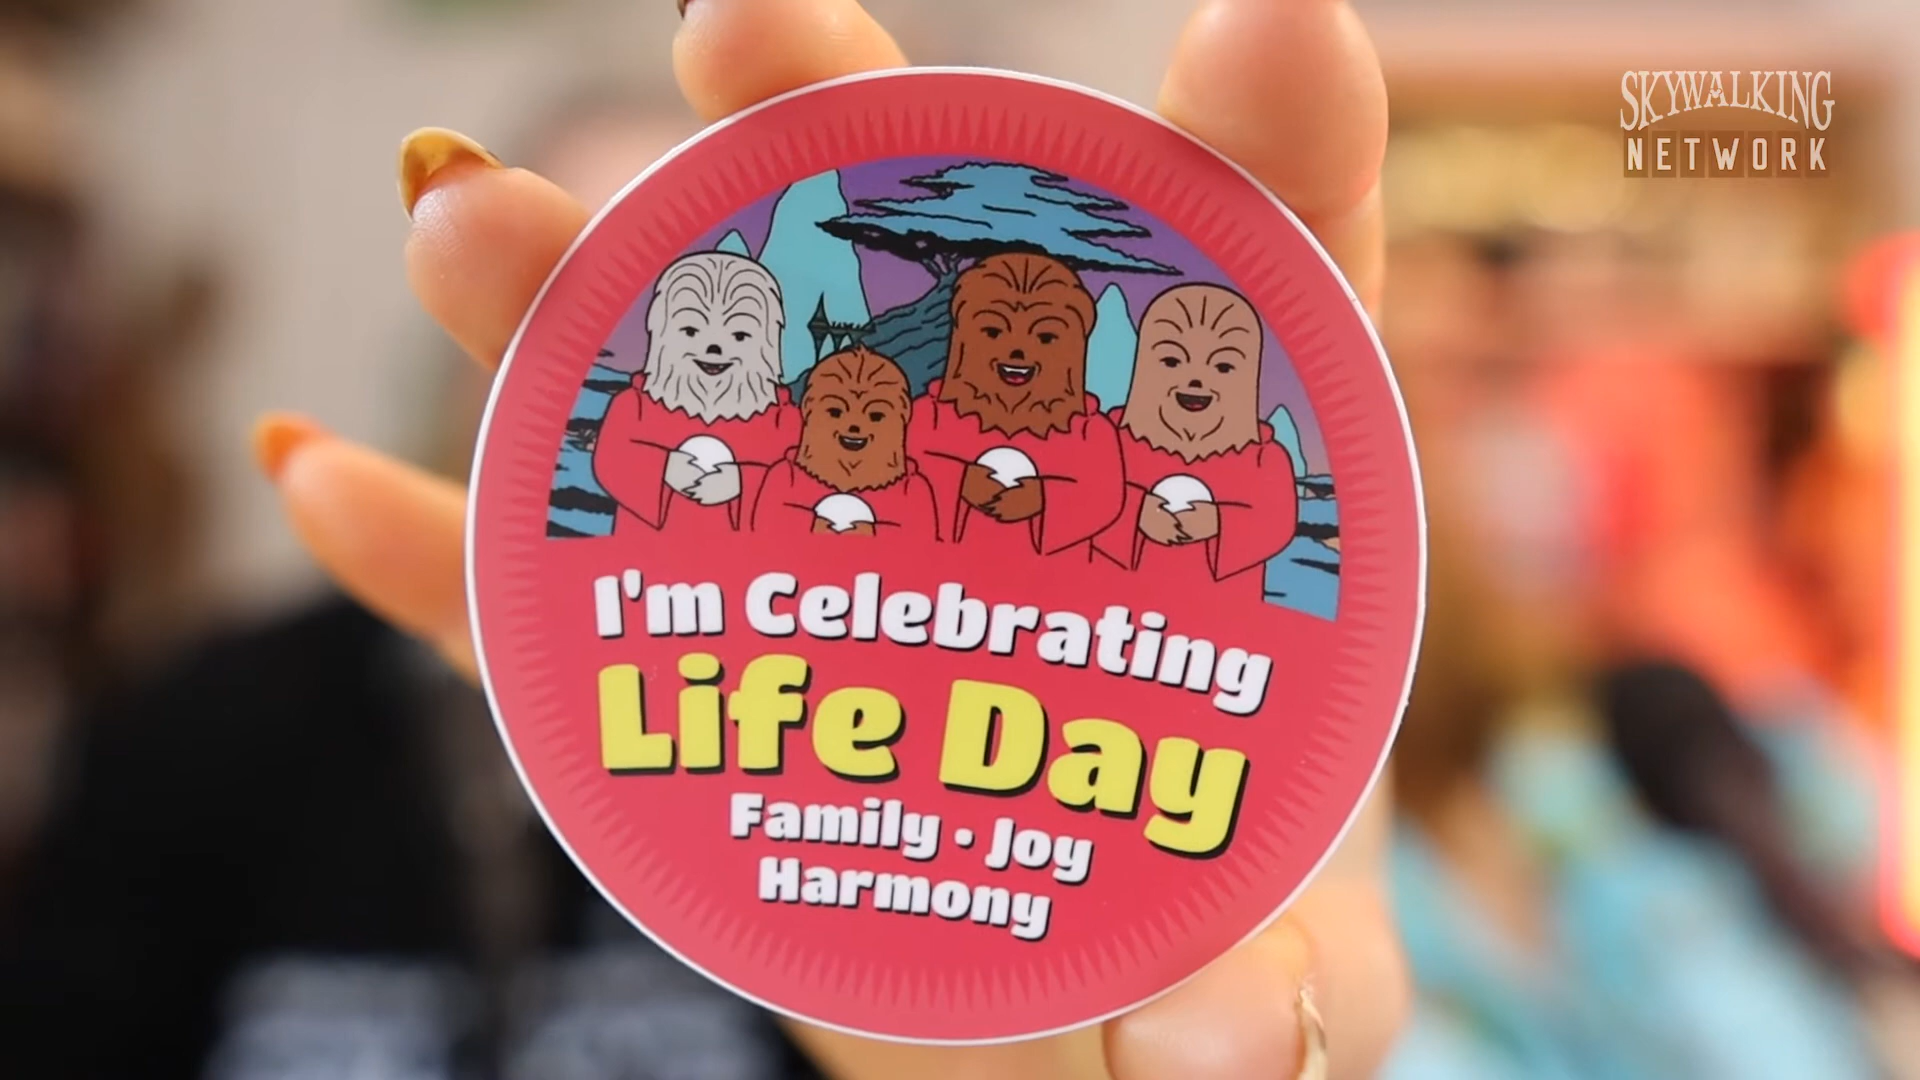 SKYWALKING
NETWORK
I'm Celebrating
Life Day
Family · Joy
Harmony